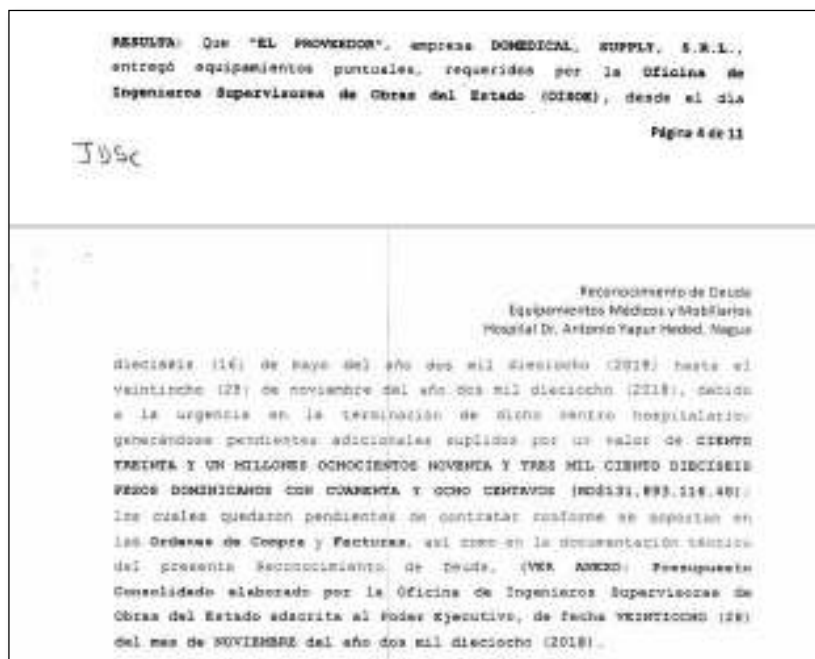 RESULTA: Que "EL PROVEEDOR", empresa DOMEDICAL, SUPPLY, S.R.L.,
entregó equipamientos puntuales, requeridos por la Oficina de
Ingenieros Supervisores de Obras del Estado (OISOE), desde el día
Página 4 de 11
JDSC
Reconocimiento de Deuda
Equipamientos Médicos y Mobiliarios
Hospital Dr. Antonio Yapur Heded, Nagua
dieciséis (16) de mayo del año dos mil dieciocho (2018) hasta el
veintiocho (28) de noviembre del año dos mil dieciocho (2018), debido
a la urgencia en la terminación de dicho centro hospitalario;
generándose pendientes adicionales suplidos por un valor de CIENTO
TREINTA Y UN MILLONES OCHOCIENTOS NOVENTA Y TRES MIL CIENTO DIECISEIS
PESOS DOMINICANOS CON CUARENTA Y OCHO CENTAVOS (RD$131,893,116.48);
los cuales quedaron pendientes de contratar conforme se soportan en
las Ordenes de Compra y Facturas, así como en la documentación técnica
del presente Reconocimiento de Deuda, (VER ANEXO: Presupuesto
Consolidado elaborado por la Oficina de Ingenieros Supervisores de
Obras del Estado adscrita al Poder Ejecutivo, de fecha VEINTIOCHO (28)
del mes de NOVIEMBRE del año dos mil dieciocho (2018).